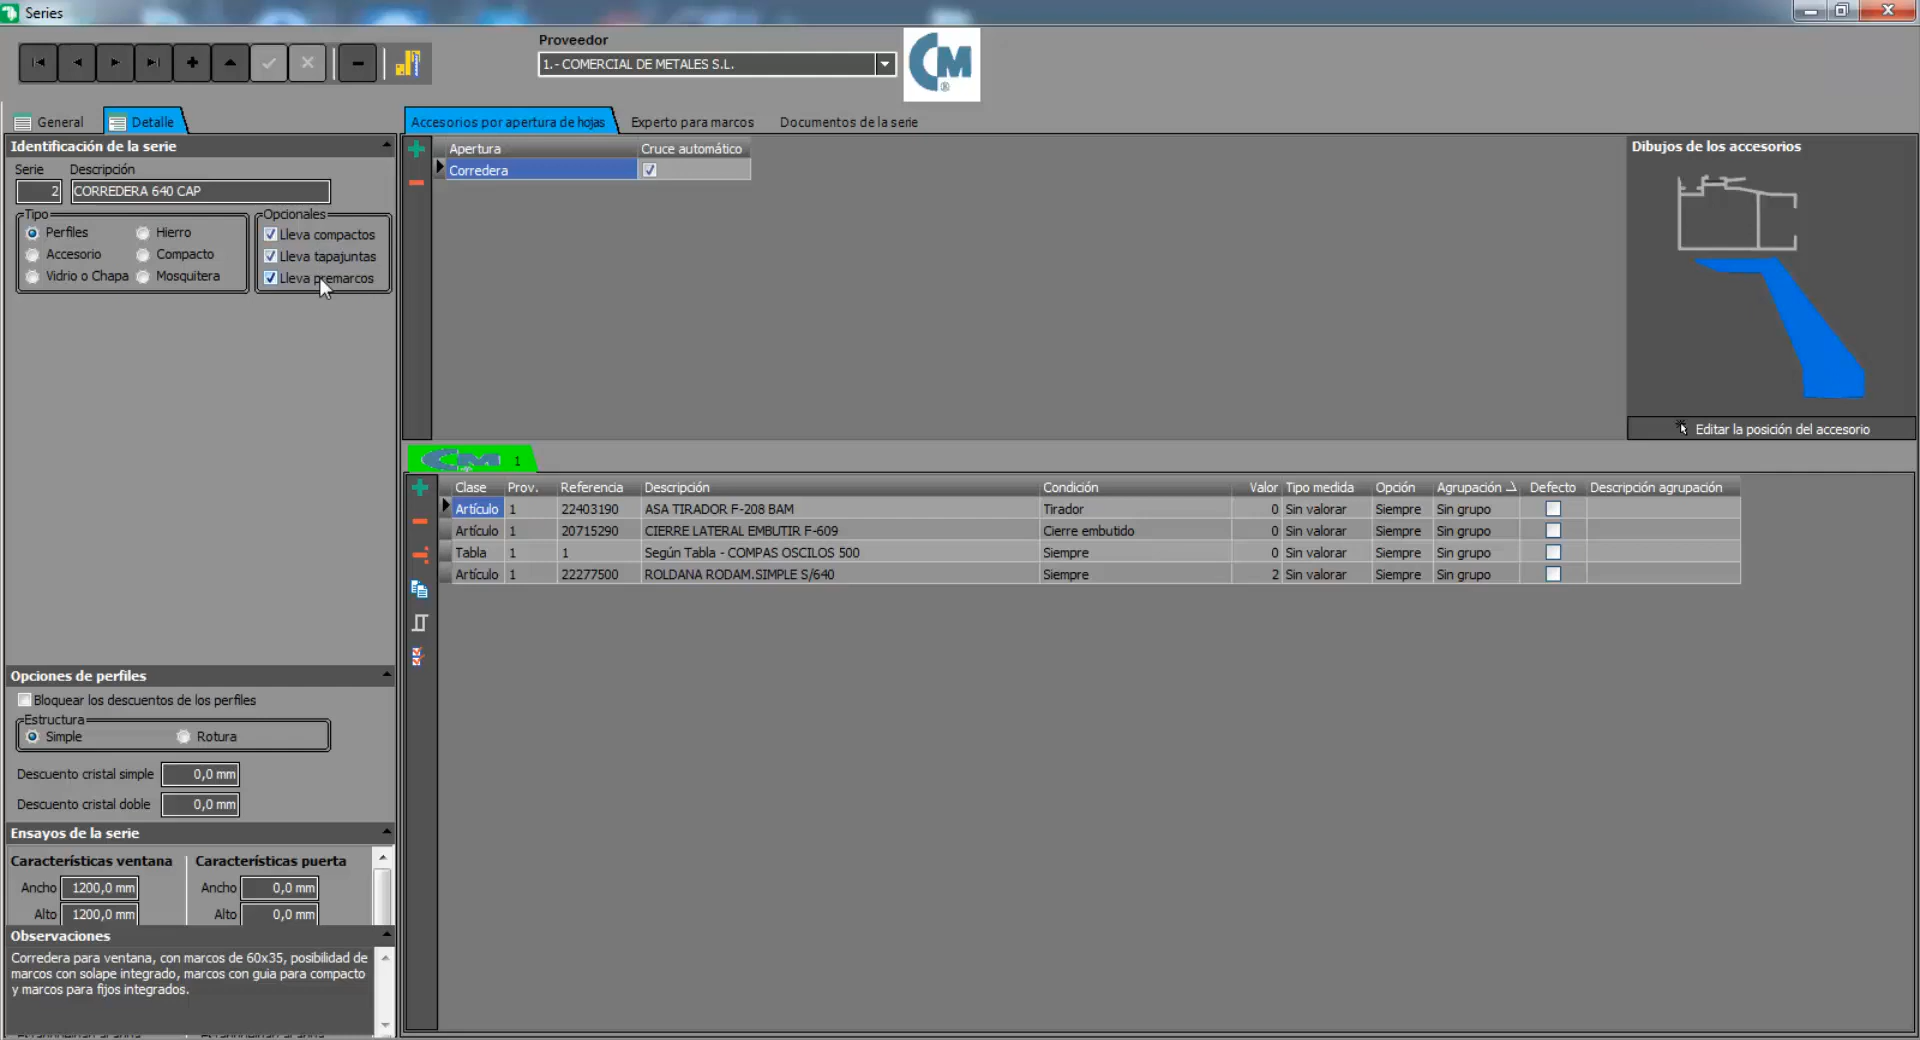 Series
Proveedor
1.- COMERCIAL DE METALES S.L.
CM
®
General
Detalle
Accesorios por apertura de hojas
Experto para marcos
Documentos de la serie
Identificación de la serie
Serie
Descripción
2
CORREDERA 640 CAP
Tipo
Perfiles
Hierro
Accesorio
Compacto
Vidrio o Chapa
Mosquitera
Opcionales
Lleva compactos
Lleva tapajuntas
Lleva premarcos
Apertura
Cruce automático
Corredera
Dibujos de los accesorios
Editar la posición del accesorio
CM 1
Clase Prov. Referencia Descripción Condición Valor Tipo medida Opción Agrupación Defecto Descripción agrupación
Artículo 1 22403190 ASA TIRADOR F-208 BAM Tirador 0 Sin valorar Siempre Sin grupo
Artículo 1 20715290 CIERRE LATERAL EMBUTIR F-609 Cierre embutido 0 Sin valorar Siempre Sin grupo
Tabla 1 1 Según Tabla - COMPAS OSCILOS 500 Siempre 0 Sin valorar Siempre Sin grupo
Artículo 1 22277500 ROLDANA RODAM.SIMPLE S/640 Siempre 2 Sin valorar Siempre Sin grupo
Opciones de perfiles
Bloquear los descuentos de los perfiles
Estructura
Simple
Rotura
Descuento cristal simple 0,0 mm
Descuento cristal doble 0,0 mm
Ensayos de la serie
Características ventana
Características puerta
Ancho 1200,0 mm
Ancho 0,0 mm
Alto 1200,0 mm
Alto 0,0 mm
Observaciones
Corredera para ventana, con marcos de 60x35, posibilidad de
marcos con solape integrado, marcos con guia para compacto
y marcos para fijos integrados.